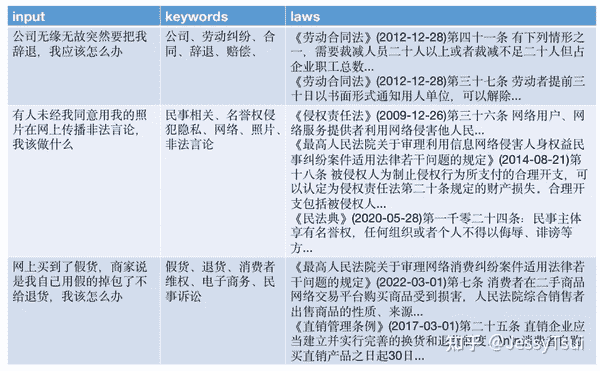 input keywords laws
公司无缘无故突然要把我
辞退，我应该怎么办
公司、劳动纠纷、合
同、辞退、赔偿、
《劳动合同法》(2012-12-28)第四十一条 有下列情形之
一，需要裁减人员二十人以上或者裁减不足二十人但占
企业职工总数...
《劳动合同法》(2012-12-28)第三十七条 劳动者提前三
十日以书面形式通知用人单位，可以解除...
有人未经我同意用我的照
片在网上传播非法言论，
我该做什么
民事相关、名誉权侵
犯隐私、网络、照片、
非法言论
《侵权责任法》(2009-12-26)第三十六条 网络用户、网
络服务提供者利用网络侵害他人民...
《最高人民法院关于审理利用信息网络侵害人身权益民
事纠纷案件适用法律若干问题的规定》(2014-08-21)第
十八条 被侵权人为制止侵权行为所支付的合理开支，可
以认定为侵权责任法第二十条规定的财产损失。合理开
支包括被侵权人...
《民法典》(2020-05-28)第一千零二十四条：民事主体
享有名誉权，任何组织或者个人不得以侮辱、诽谤等
方...
网上买到了假货，商家说
是我自己用假的掉包了不
给退货，我该怎么办
假货、退货、消费者
维权、电子商务、民
事诉讼
《最高人民法院关于审理网络消费纠纷案件适用法律若
干问题的规定》(2022-03-01)第七条 消费者在二手商品
网络交易平台购买商品受到损害，人民法院综合销售者
出售商品的性质、来源...
《直销管理条例》(2017-03-01)第二十五条 直销企业应
当建立并实行完善的换货和退货制度。\n\n消费者自购
买直销产品之日起30日...
知乎 @JessyTsui